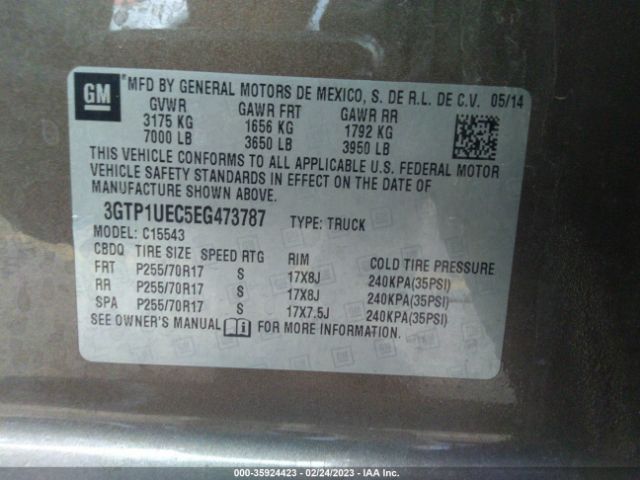 GM
®MFD BY GENERAL MOTORS DE MEXICO, S. DE R.L. DE C.V. 05/14
GVWR GAWR FRT GAWR RR
3175 KG 1656 KG 1792 KG
7000 LB 3650 LB 3950 LB
THIS VEHICLE CONFORMS TO ALL APPLICABLE U.S. FEDERAL MOTOR
VEHICLE SAFETY STANDARDS IN EFFECT ON THE DATE OF
MANUFACTURE SHOWN ABOVE.
3GTP1UEC5EG473787 TYPE: TRUCK
MODEL: C15543
CBDQ TIRE SIZE SPEED RTG RIM COLD TIRE PRESSURE
FRT P255/70R17 S 17X8J 240KPA(35PSI)
RR P255/70R17 S 17X8J 240KPA(35PSI)
SPA P255/70R17 S 17X7.5J 240KPA(35PSI)
SEE OWNER'S MANUAL FOR MORE INFORMATION.
000-35924423 - 02/24/2023 - IAA Inc.